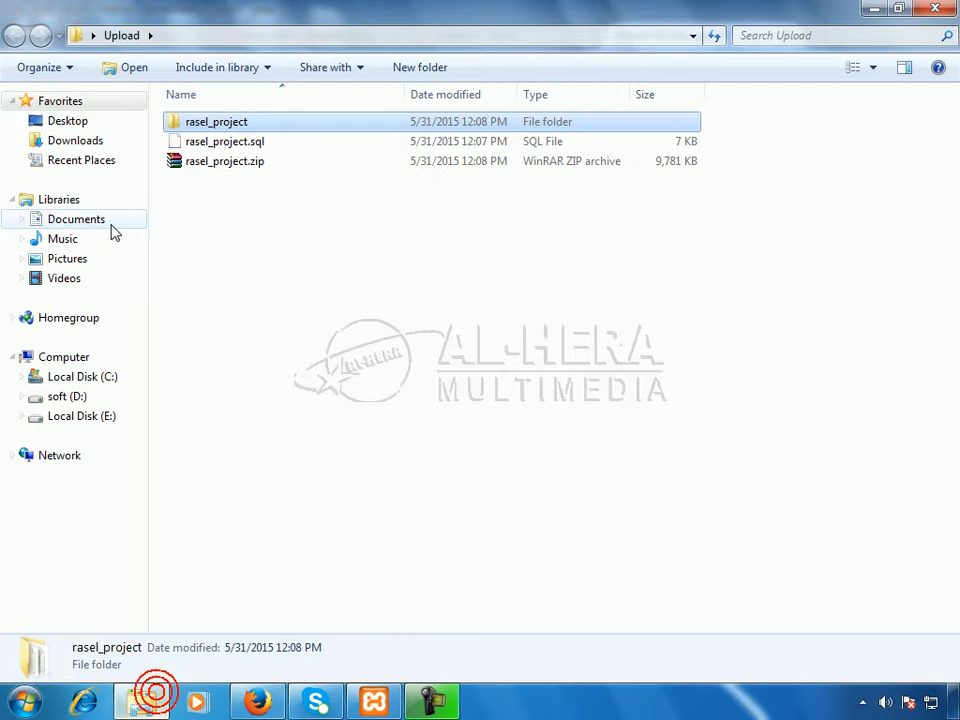 Upload
Search Upload
Organize Open Include in library Share with New folder
Name Date modified Type Size
Favorites
Desktop
Downloads
Recent Places
Libraries
Documents
Music
Pictures
Videos
Homegroup
Computer
Local Disk (C:)
soft (D:)
Local Disk (E:)
Network
rasel_project 5/31/2015 12:08 PM File folder
rasel_project.sql 5/31/2015 12:07 PM SQL File 7 KB
rasel_project.zip 5/31/2015 12:08 PM WinRAR ZIP archive 9,781 KB
AL-HERA
AL-HERA
MULTIMEDIA
rasel_project Date modified: 5/31/2015 12:08 PM
File folder